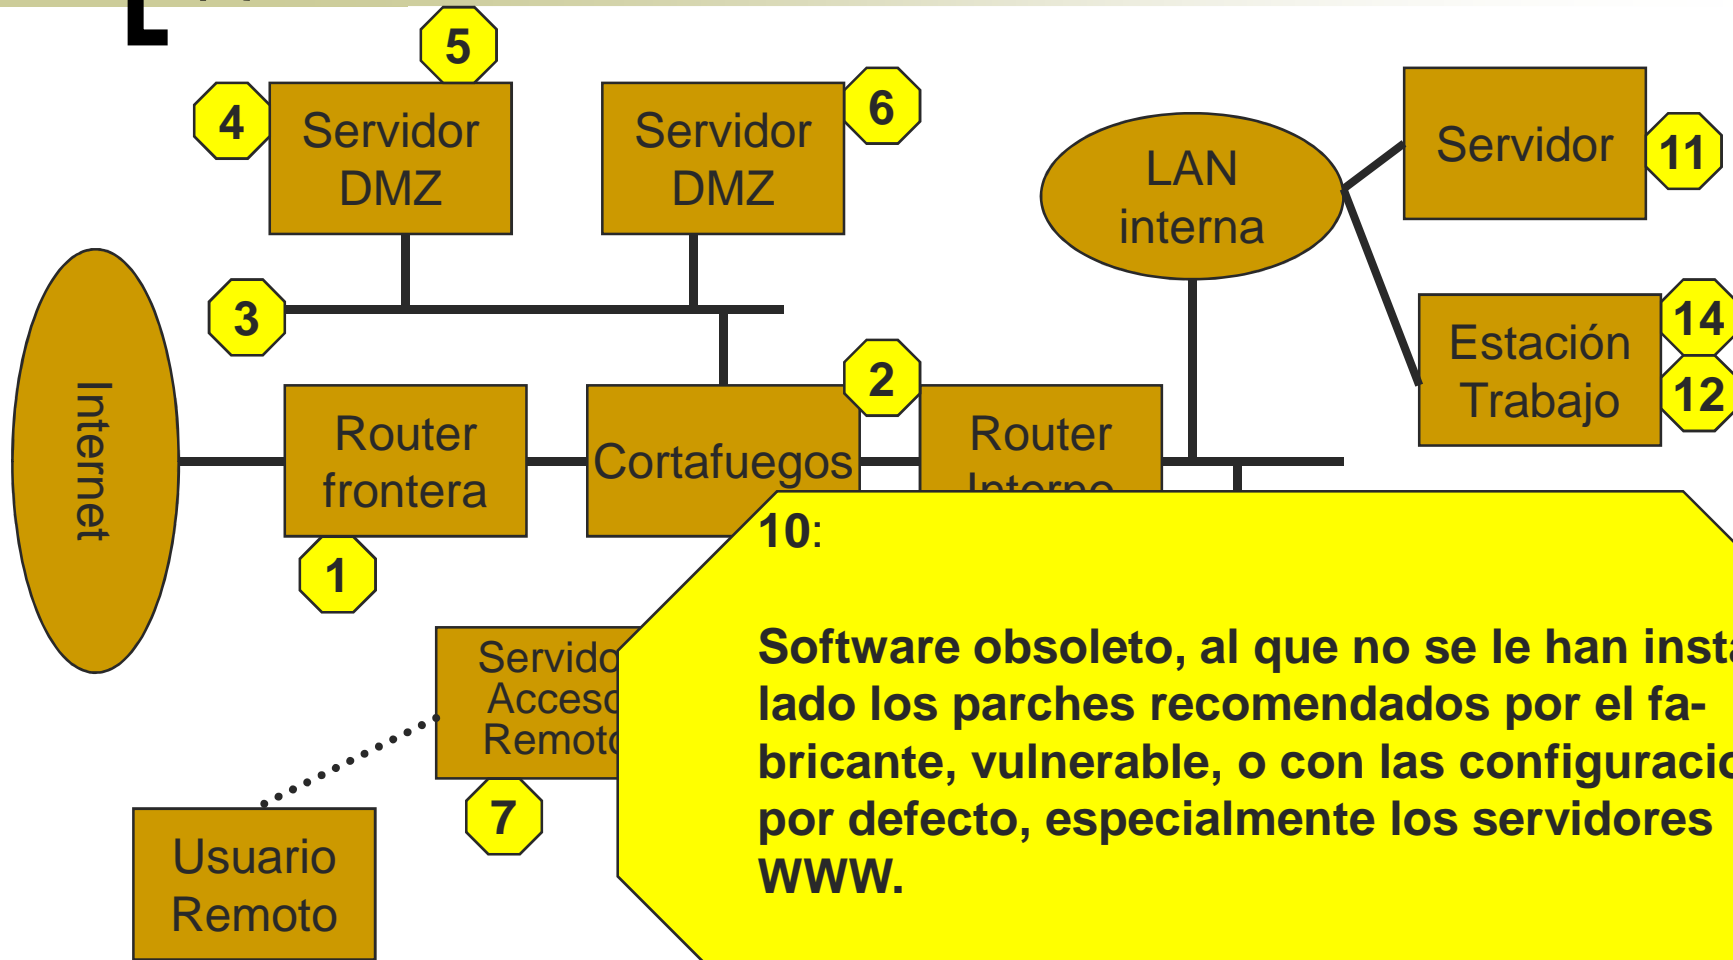 5
4
Servidor
DMZ
Servidor
DMZ
6
LAN
interna
Servidor
11
3
Internet
2
Router
frontera
Cortafuegos
Router
Interno
Estación
Trabajo
14
12
1
10:
Software obsoleto, al que no se le han insta
lado los parches recomendados por el fa-
bricante, vulnerable, o con las configuracio
por defecto, especialmente los servidores
WWW.
Servido
Acceso
Remoto
7
Usuario
Remoto